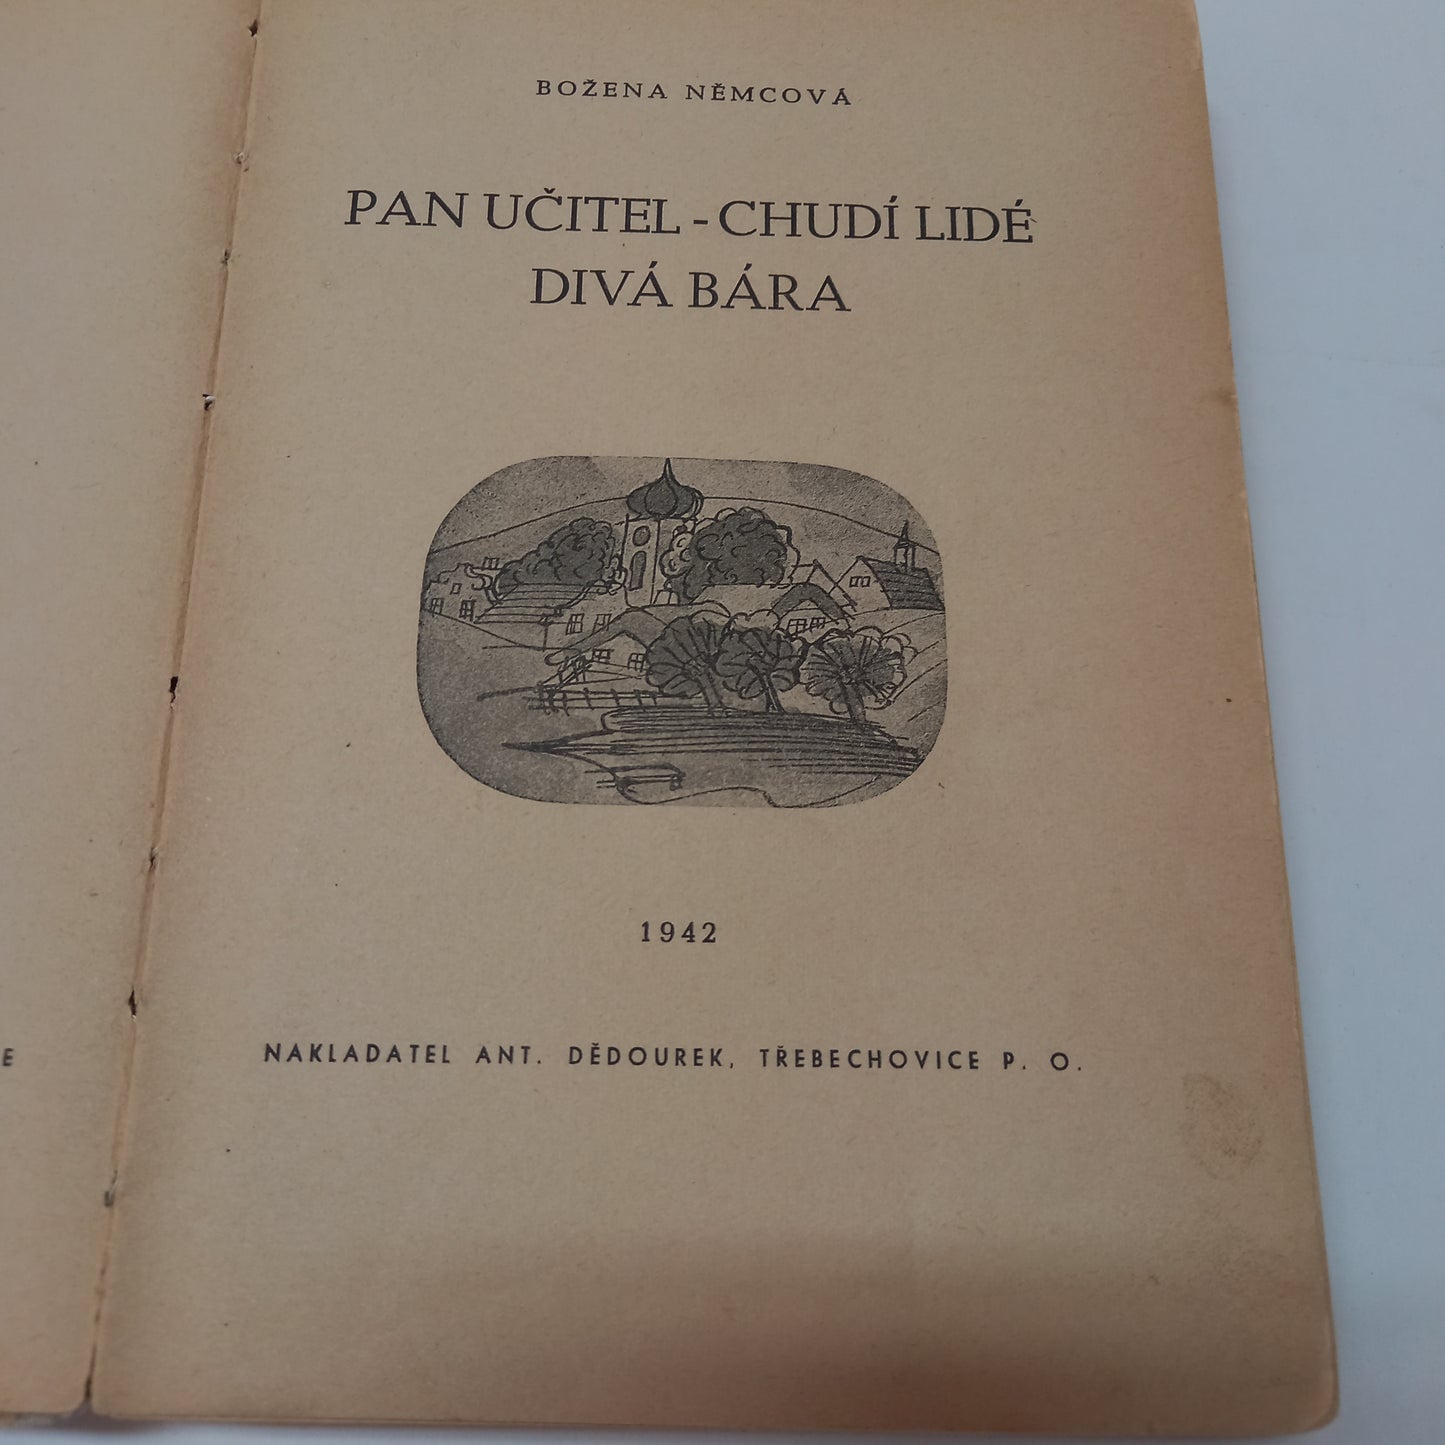 BOŽENA NĚMCOVÁ
PAN UČITEL - CHUDÍ LIDÉ
DIVÁ BÁRA
1942
NAKLADATEL ANT. DĚDOUREK, TŘEBECHOVICE P. O.
E